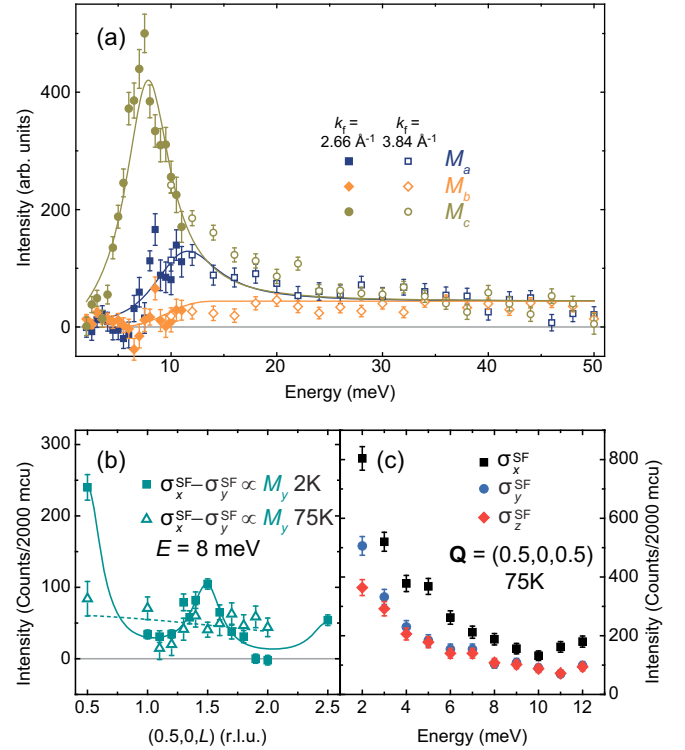 (a)
400
200
0
Intensity (arb. units)
k_f =
2.66 Å⁻¹
k_f =
3.84 Å⁻¹
M_a
M_b
M_c
10 20 30 40 50
Energy (meV)
(b)
300
200
100
0
Intensity (Counts/2000 mcu)
σ_x^SF–σ_y^SF ∝ M_y 2K
σ_x^SF–σ_y^SF ∝ M_y 75K
E = 8 meV
0.5 1.0 1.5 2.0 2.5
(0.5,0,L) (r.l.u.)
(c)
σ_x^SF
σ_y^SF
σ_z^SF
Q = (0.5,0,0.5)
75K
800
600
400
200
0
Intensity (Counts/2000 mcu)
2 4 6 8 10 12 14
Energy (meV)